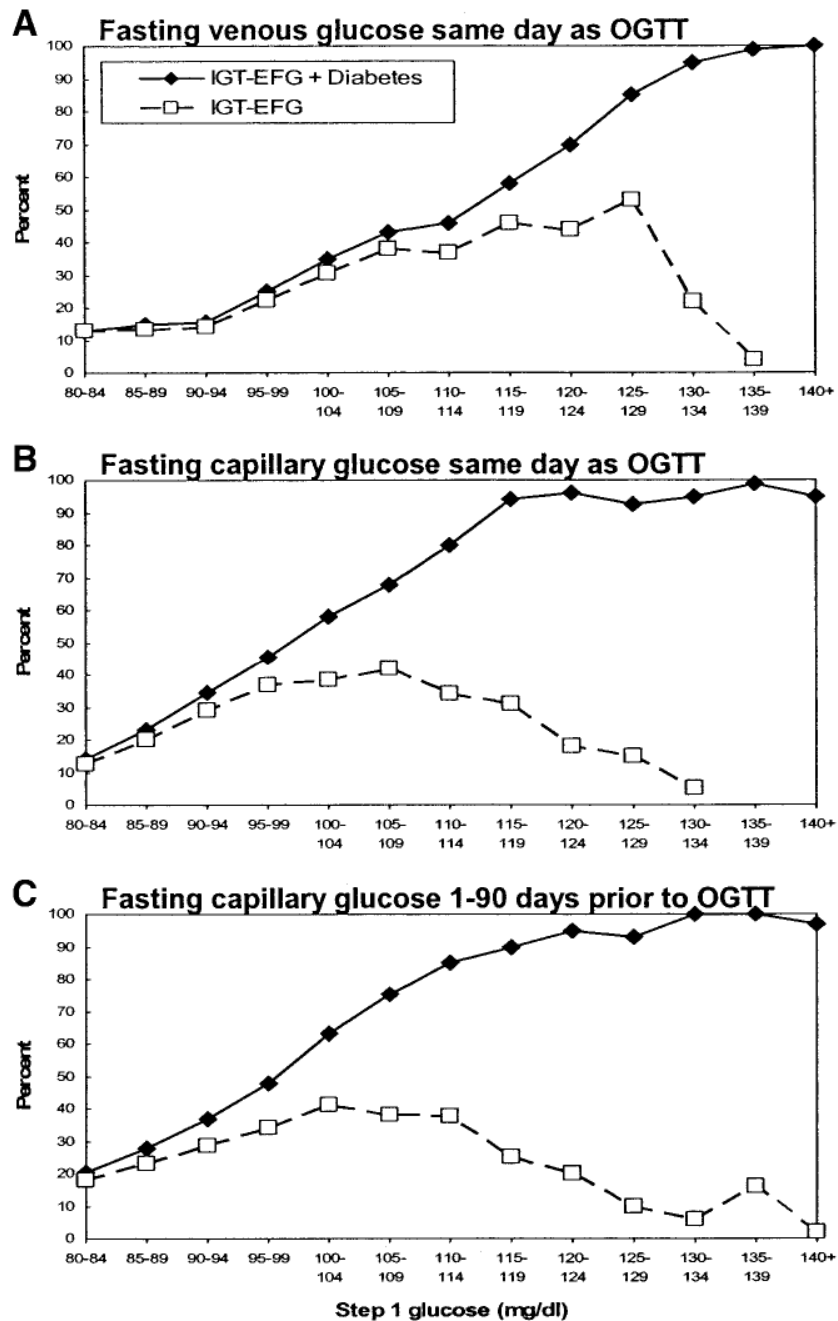 A Fasting venous glucose same day as OGTT
100
90
80
70
60
50
40
30
20
10
0
Percent
IGT-EFG + Diabetes
IGT-EFG
80-84 85-89 90-94 95-99 100-104 105-109 110-114 115-119 120-124 125-129 130-134 135-139 140+
B Fasting capillary glucose same day as OGTT
100
90
80
70
60
50
40
30
20
10
0
Percent
80-84 85-89 90-94 95-99 100-104 105-109 110-114 115-119 120-124 125-129 130-134 135-139 140+
C Fasting capillary glucose 1-90 days prior to OGTT
100
90
80
70
60
50
40
30
20
10
0
Percent
80-84 85-89 90-94 95-99 100-104 105-109 110-114 115-119 120-124 125-129 130-134 135-139 140+
Step 1 glucose (mg/dl)